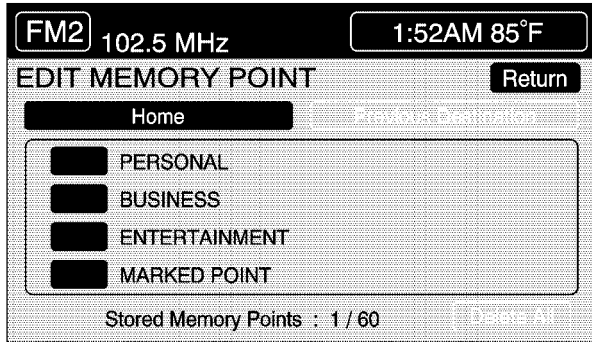 FM2 102.5 MHz 1:52AM 85°F
EDIT MEMORY POINT Return
Home Previous Destination
PERSONAL
BUSINESS
ENTERTAINMENT
MARKED POINT
Stored Memory Points : 1 / 60 Delete All